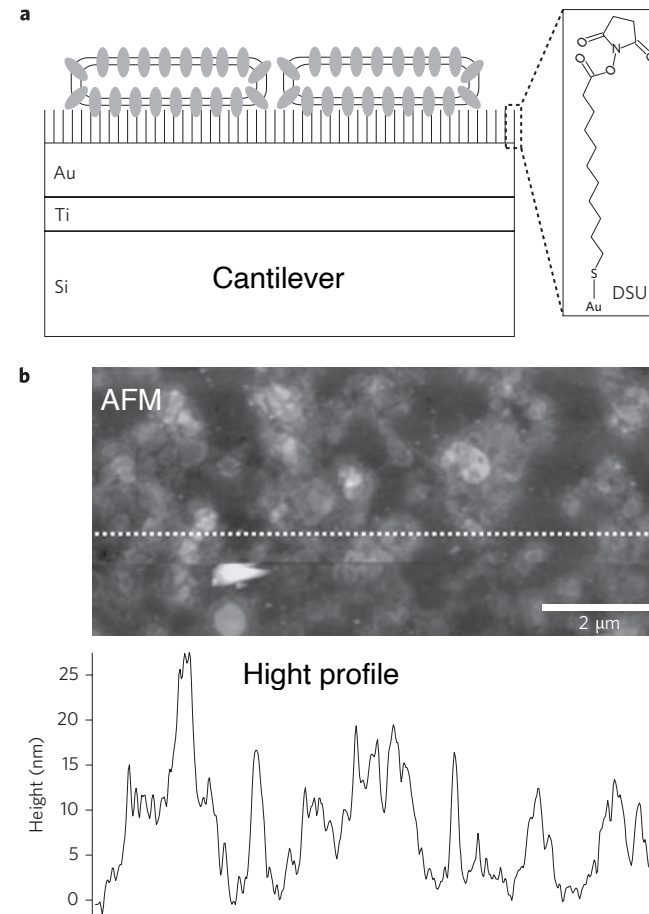 a
O
N
O
O
O
Au
Ti
Si
Cantilever
S
Au
DSU
b
AFM
2 µm
Hight profile
Height (nm)
25
20
15
10
5
0